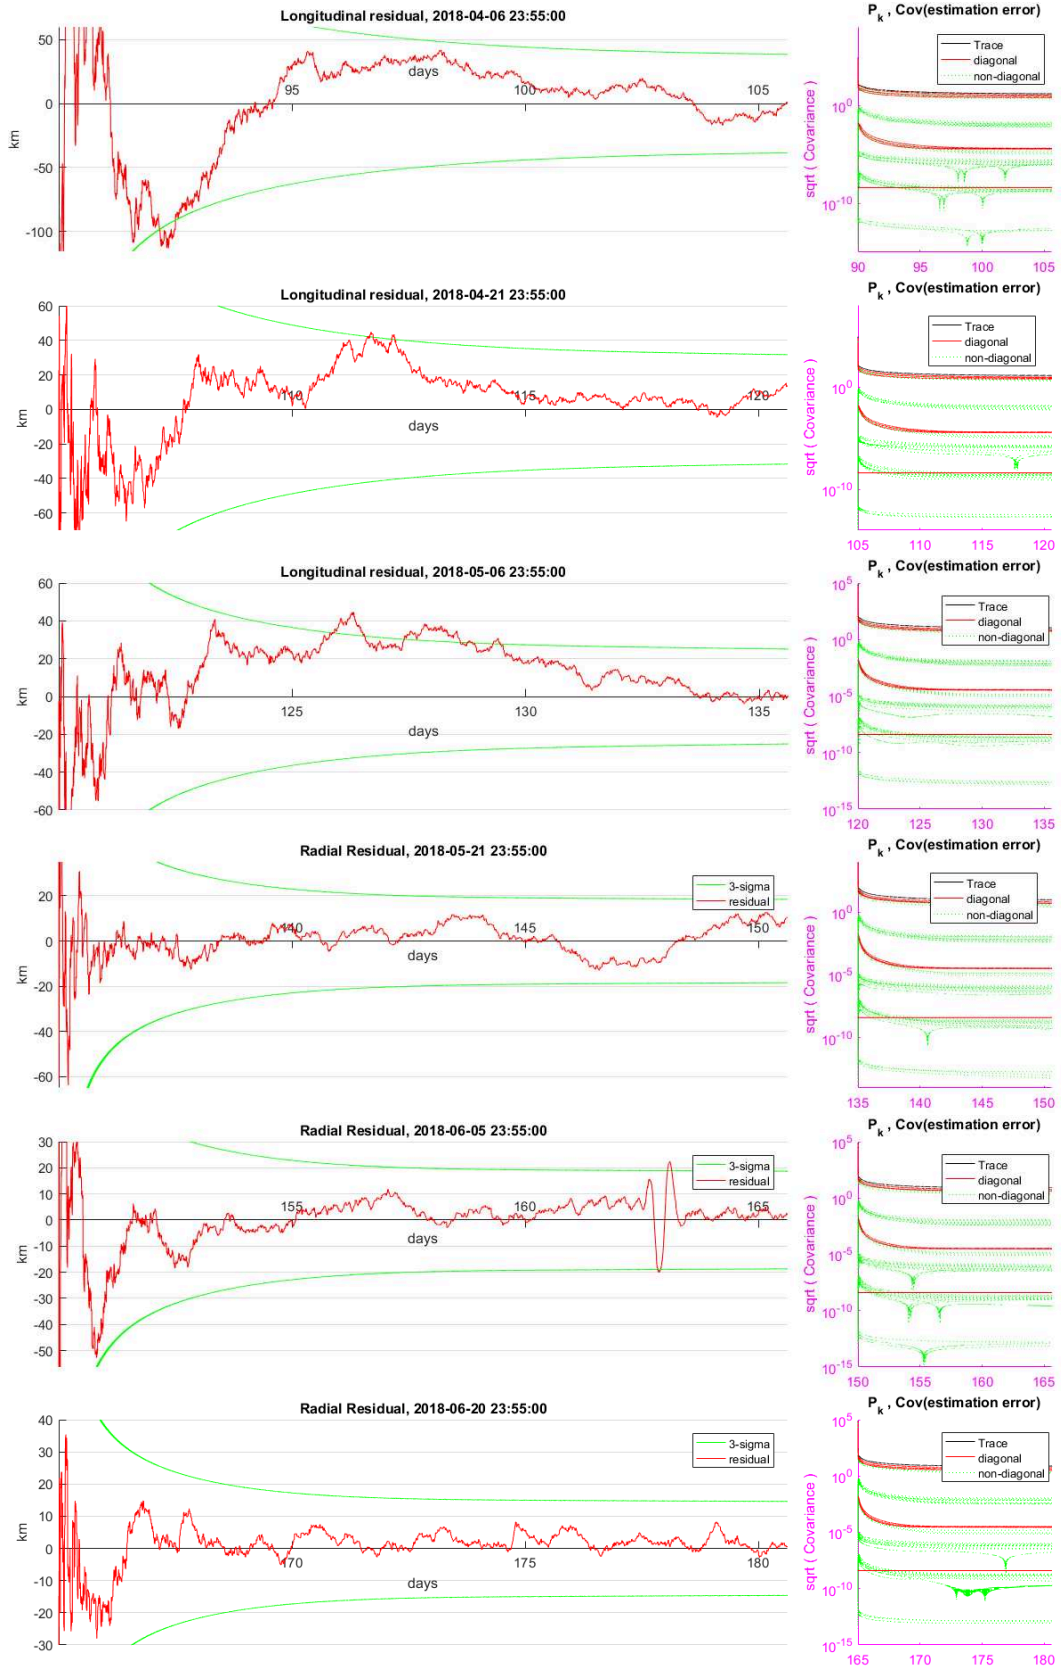 Longitudinal residual, 2018-04-06 23:55:00
50
0
-50
-100
km
days
95
100
105
P_k , Cov(estimation error)
Trace
diagonal
non-diagonal
10^0
10^-10
sqrt ( Covariance )
90
95
100
105
Longitudinal residual, 2018-04-21 23:55:00
60
40
20
0
-20
-40
-60
km
110
115
120
days
P_k , Cov(estimation error)
Trace
diagonal
non-diagonal
10^0
10^-10
sqrt ( Covariance )
105
110
115
120
Longitudinal residual, 2018-05-06 23:55:00
60
40
20
0
-20
-40
-60
km
125
130
135
days
P_k , Cov(estimation error)
Trace
diagonal
non-diagonal
10^5
10^0
10^-5
10^-10
10^-15
sqrt ( Covariance )
120
125
130
135
Radial Residual, 2018-05-21 23:55:00
3-sigma
residual
20
0
-20
-40
-60
km
140
145
150
days
P_k , Cov(estimation error)
Trace
diagonal
non-diagonal
10^0
10^-5
10^-10
sqrt ( Covariance )
135
140
145
150
Radial Residual, 2018-06-05 23:55:00
3-sigma
residual
30
20
10
0
-10
-20
-30
-40
-50
km
155
160
165
days
P_k , Cov(estimation error)
Trace
diagonal
non-diagonal
10^5
10^0
10^-5
10^-10
10^-15
sqrt ( Covariance )
150
155
160
165
Radial Residual, 2018-06-20 23:55:00
3-sigma
residual
40
30
20
10
0
-10
-20
-30
km
170
175
180
days
P_k , Cov(estimation error)
Trace
diagonal
non-diagonal
10^5
10^0
10^-5
10^-10
10^-15
sqrt ( Covariance )
165
170
175
180